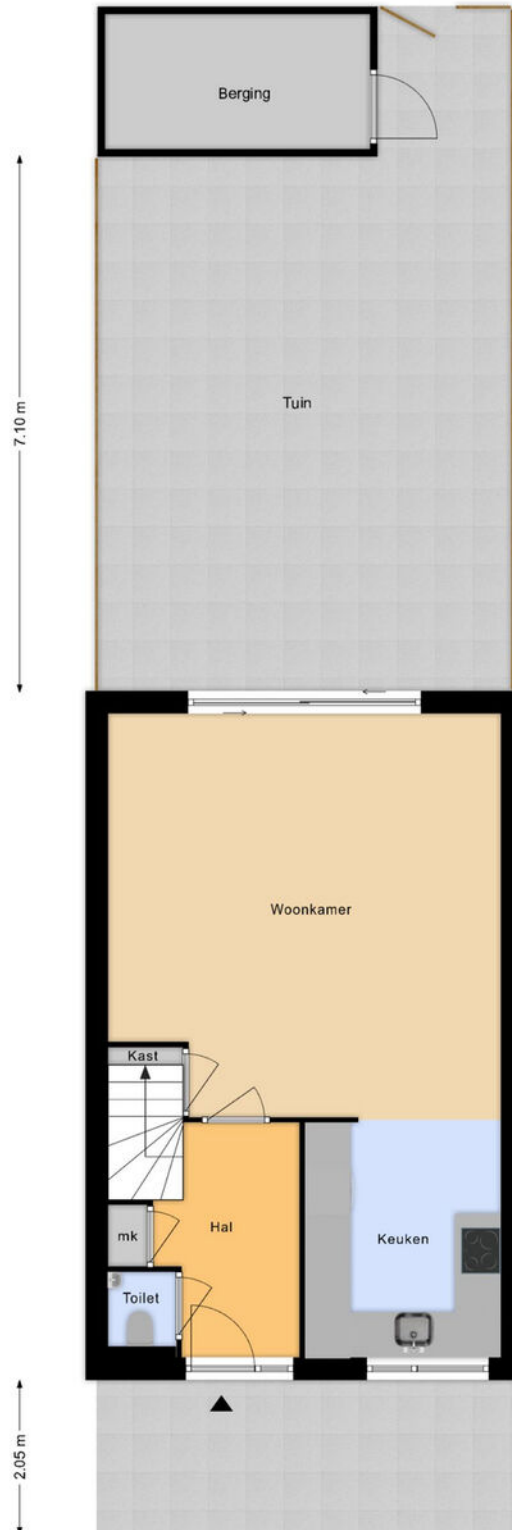 Berging
7.10 m
Tuin
Woonkamer
Kast
mk
Hal
Keuken
Toilet
2.05 m